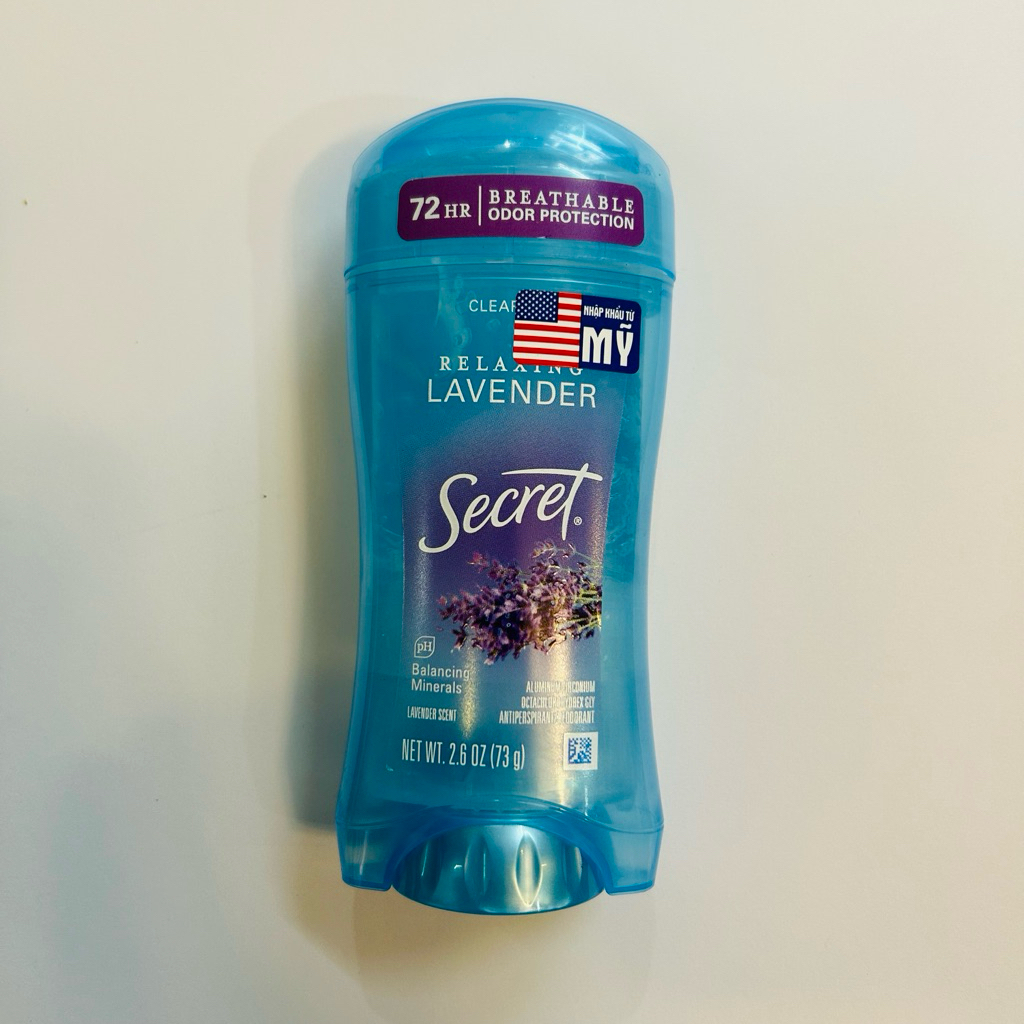 72 HR
BREATHABLE
ODOR PROTECTION
NHẬP KHẨU TỪ
MỸ
RELAXING
LAVENDER
Secret®
pH
Balancing
Minerals
LAVENDER SCENT
ANTIPERSPIRANT
NET WT. 2.6 OZ (73 g)